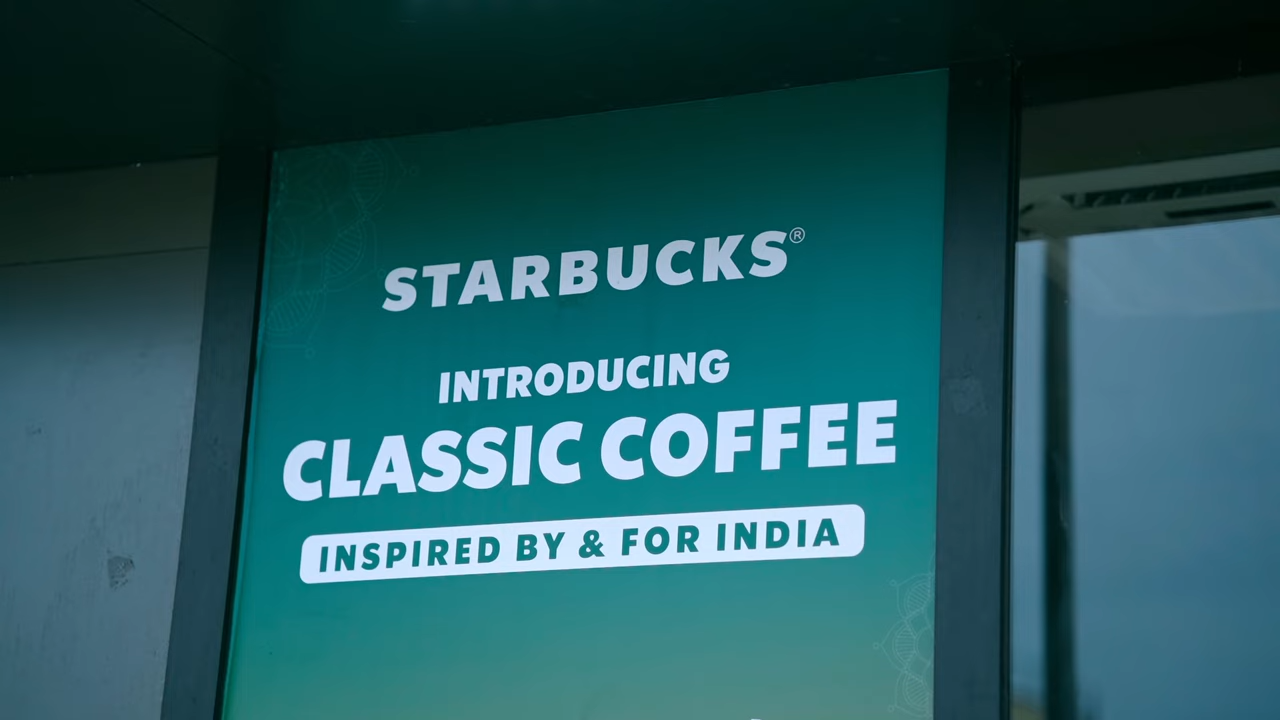 STARBUCKS®
INTRODUCING
CLASSIC COFFEE
INSPIRED BY & FOR INDIA